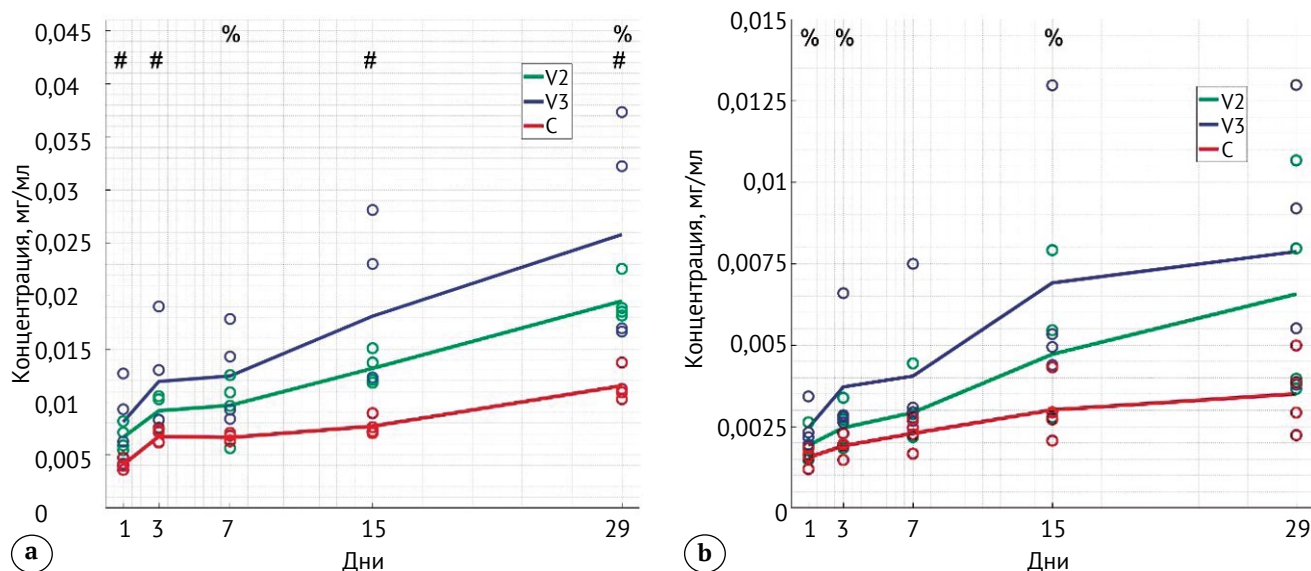 0,045
0,04
0,035
0,03
0,025
0,02
0,015
0,01
0,005
0
Концентрация, мг/мл
# # % # %
#
V2
V3
C
1 3 7 15 29
Дни
a
0,015
0,0125
0,01
0,0075
0,005
0,0025
0
Концентрация, мг/мл
% % %
V2
V3
C
1 3 7 15 29
Дни
b